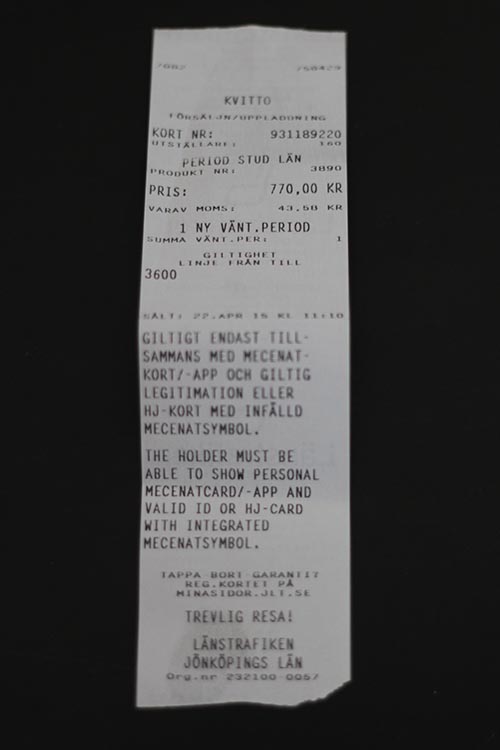 7082 758429
KVITTO
FÖRSÄLJN/UPPLADDNING
KORT NR: 931189220
UTSTÄLLARE: 160
PERIOD STUD LÄN
PRODUKT NR: 3890
PRIS: 770,00 KR
VARAV MOMS: 43,58 KR
1 NY VÄNT.PERIOD
SUMMA VÄNT.PER: 1
GILTIGHET
LINJE FRÅN TILL
3600
SÅLT: 22.APR 15 KL 11:10
GILTIGT ENDAST TILL-
SAMMANS MED MECENAT-
KORT/-APP OCH GILTIG
LEGITIMATION ELLER
HJ-KORT MED INFÄLLD
MECENATSYMBOL.
THE HOLDER MUST BE
ABLE TO SHOW PERSONAL
MECENATCARD/-APP AND
VALID ID OR HJ-CARD
WITH INTEGRATED
MECENATSYMBOL.
TAPPA-BORT-GARANTI?
REG.KORTET PÅ
MINASIDOR.JLT.SE
TREVLIG RESA!
LÄNSTRAFIKEN
JÖNKÖPINGS LÄN
Org.nr 232100-0057